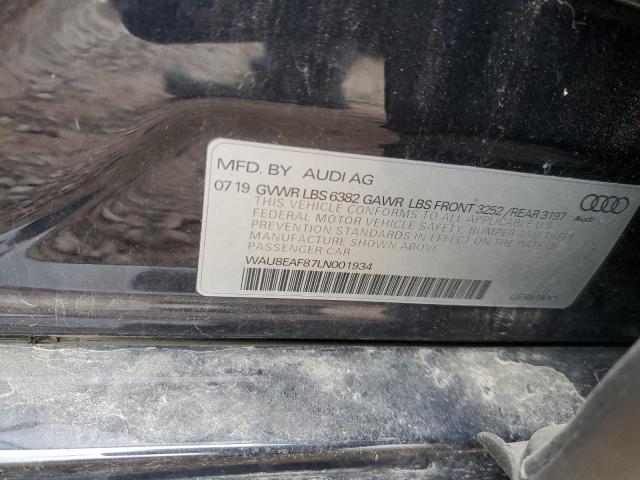 MFD. BY AUDI AG
0719 GVWR LBS 6382 GAWR LBS FRONT 3252 / REAR 3197
THIS VEHICLE CONFORMS TO ALL APPLICABLE U.S.
FEDERAL MOTOR VEHICLE SAFETY, BUMPER, AND THEFT
PREVENTION STANDARDS IN EFFECT ON THE DATE OF
MANUFACTURE SHOWN ABOVE
PASSENGER CAR
WAU8EAF87LN001934
Audi
GERMANY